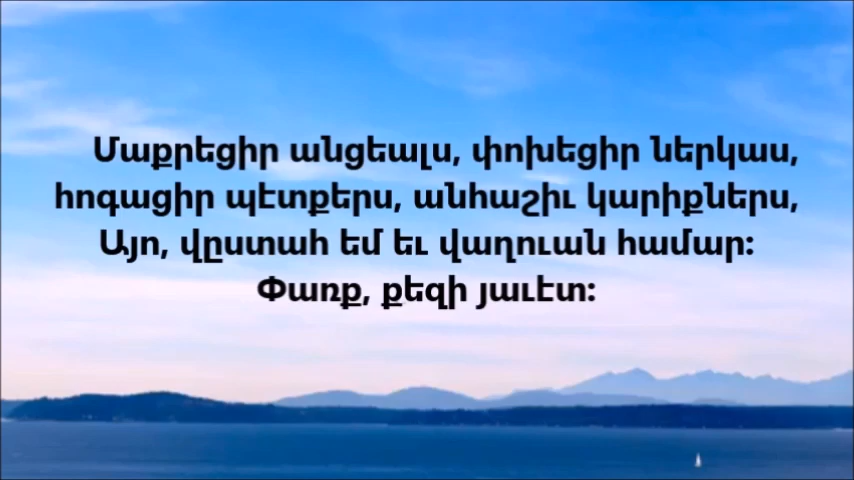 Մաքրեցիր անցեալս, փոխեցիր ներկաս,
հոգացիր պէտքերս, անհաշիւ կարիքներս,
Այո, վըստահ եմ եւ վաղուան համար:
Փառք, քեզի յաւէտ: